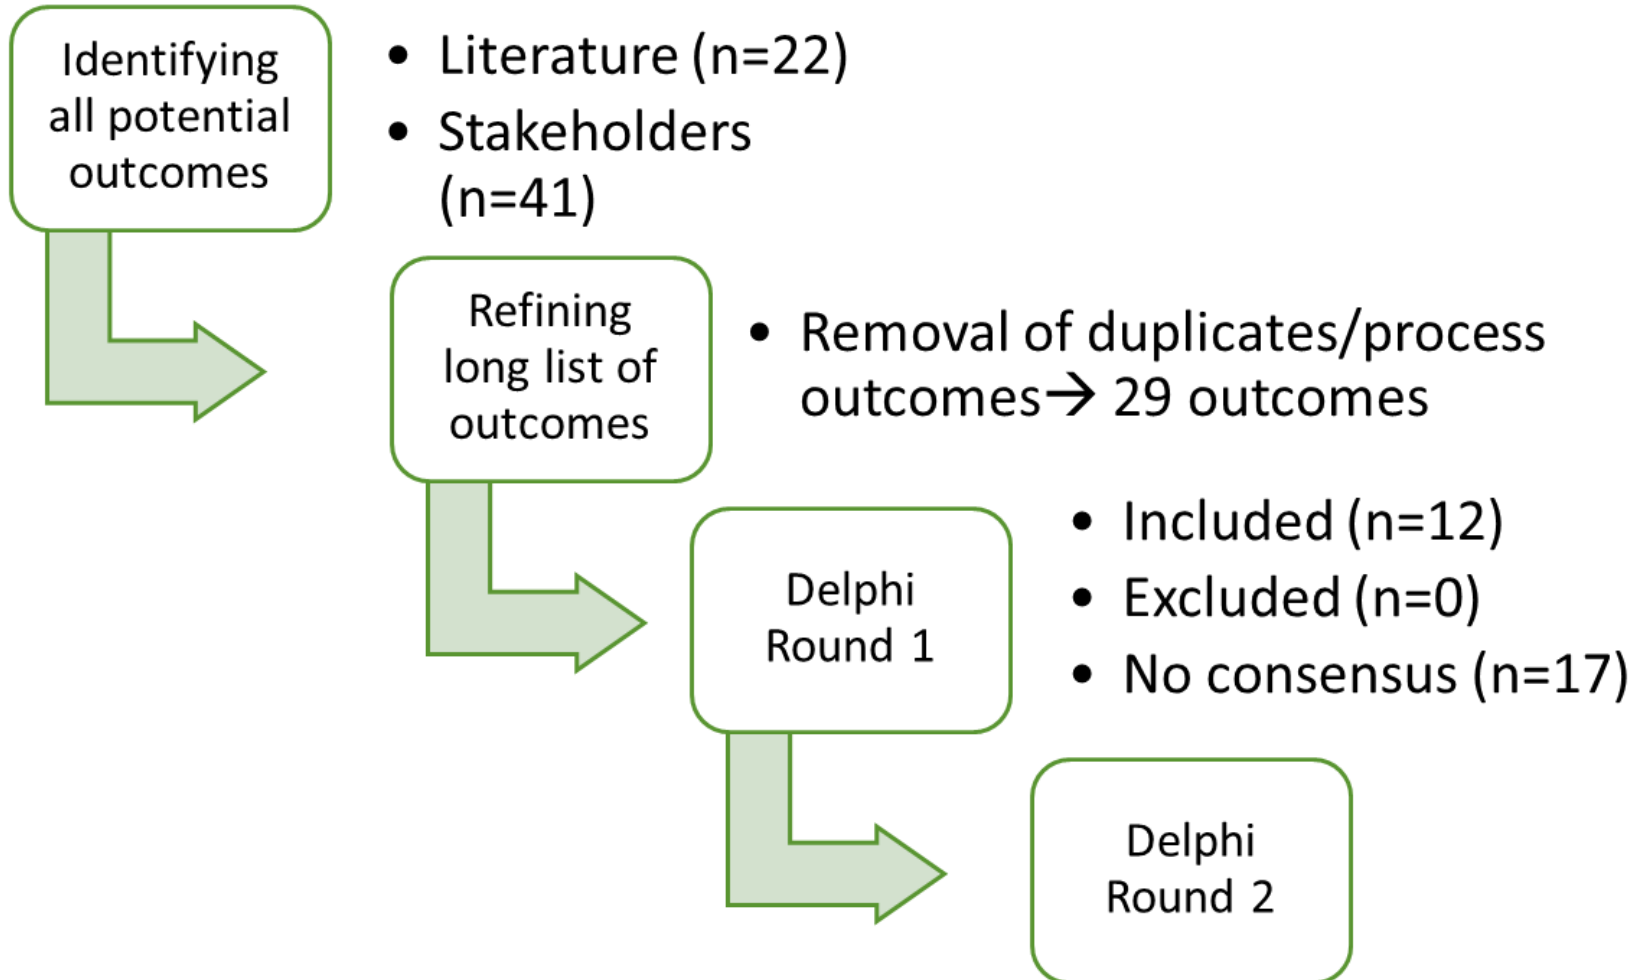 Identifying
all potential
outcomes
• Literature (n=22)
• Stakeholders
(n=41)
Refining
long list of
outcomes
• Removal of duplicates/process
outcomes→ 29 outcomes
Delphi
Round 1
• Included (n=12)
• Excluded (n=0)
• No consensus (n=17)
Delphi
Round 2